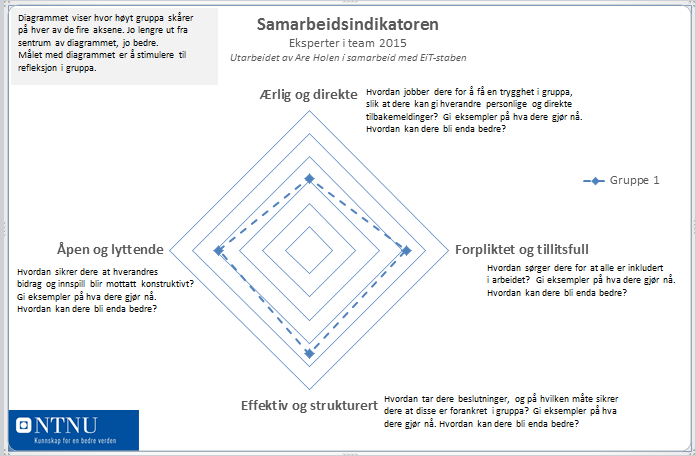 Diagrammet viser hvor høyt gruppa skårer
på hver av de fire aksene. Jo lengre ut fra
sentrum av diagrammet, jo bedre.
Målet med diagrammet er å stimulere til
refleksjon i gruppa.
Samarbeidsindikatoren
Eksperter i team 2015
Utarbeidet av Are Holen i samarbeid med EiT-staben
Ærlig og direkte
Hvordan jobber dere for å få en trygghet i gruppa,
slik at dere kan gi hverandre personlige og direkte
tilbakemeldinger? Gi eksempler på hva dere gjør nå.
Hvordan kan dere bli enda bedre?
Gruppe 1
Åpen og lyttende
Hvordan sikrer dere at hverandres
bidrag og innspill blir mottatt konstruktivt?
Gi eksempler på hva dere gjør nå.
Hvordan kan dere bli enda bedre?
Forpliktet og tillitsfull
Hvordan sørger dere for at alle er inkludert
i arbeidet? Gi eksempler på hva dere gjør nå.
Hvordan kan dere bli enda bedre?
Effektiv og strukturert
Hvordan tar dere beslutninger, og på hvilken måte sikrer
dere at disse er forankret i gruppa? Gi eksempler på hva
dere gjør nå. Hvordan kan dere bli enda bedre?
NTNU
Kunnskap for en bedre verden